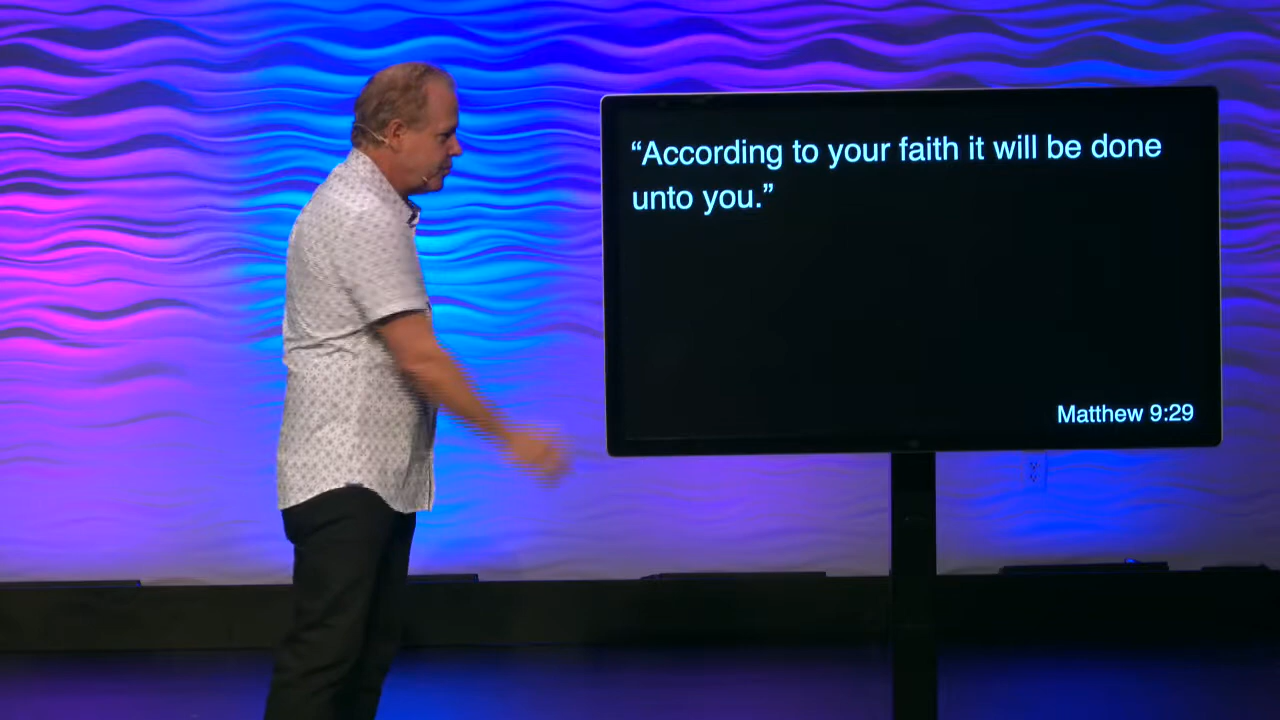 “According to your faith it will be done
unto you.”
Matthew 9:29